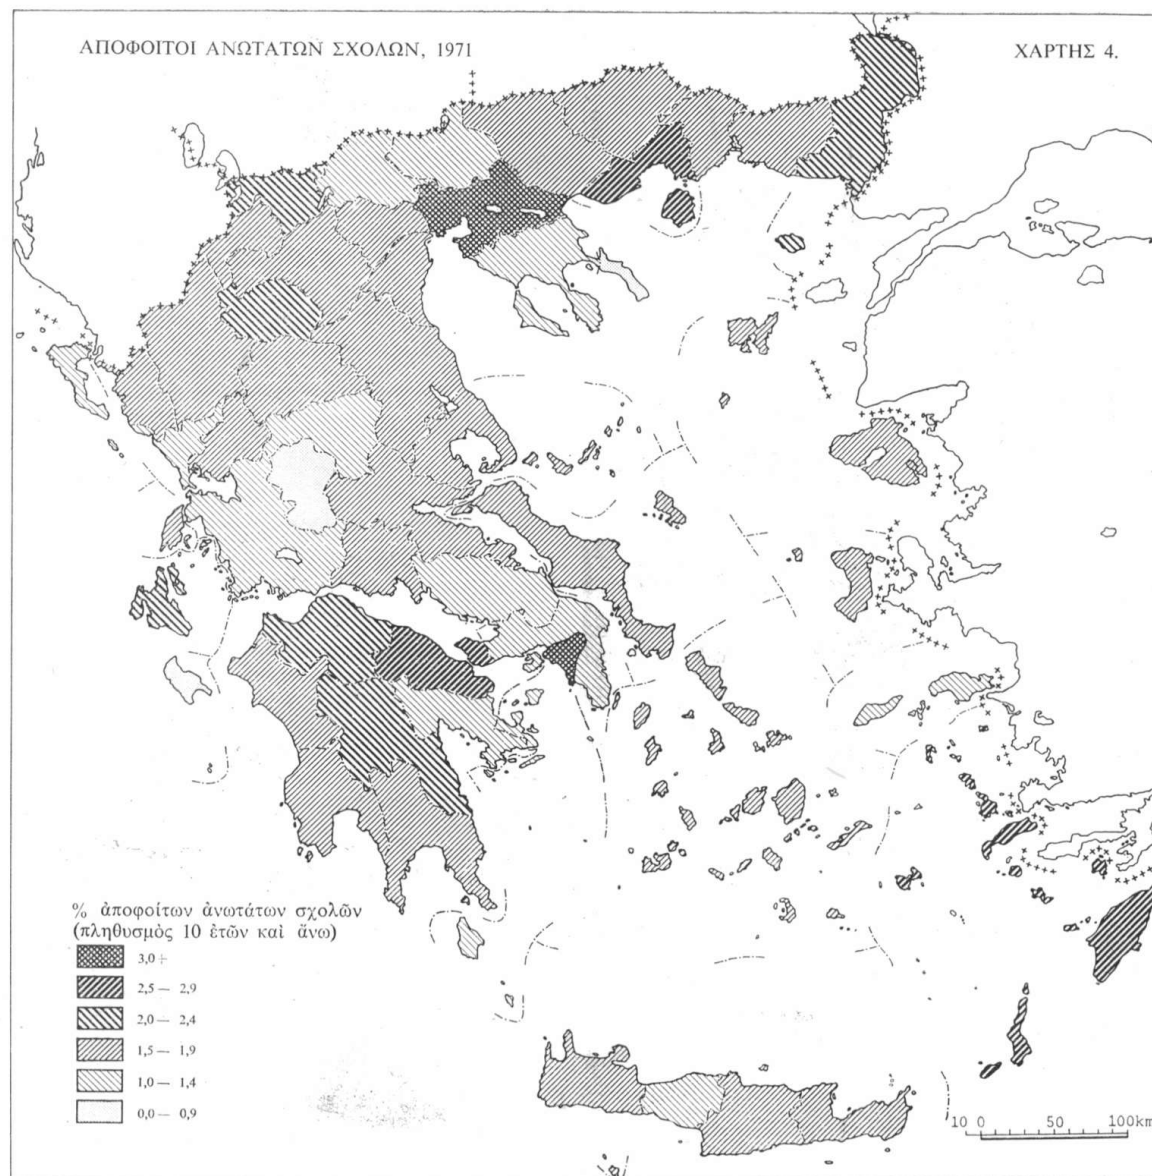 ΑΠΟΦΟΙΤΟΙ ΑΝΩΤΑΤΩΝ ΣΧΟΛΩΝ, 1971
ΧΑΡΤΗΣ 4.
% ἀποφοίτων ἀνωτάτων σχολῶν
(πληθυσμὸς 10 ἐτῶν καὶ ἄνω)
3,0 +
2,5 — 2,9
2,0 — 2,4
1,5 — 1,9
1,0 — 1,4
0,0 — 0,9
10 0 50 100km